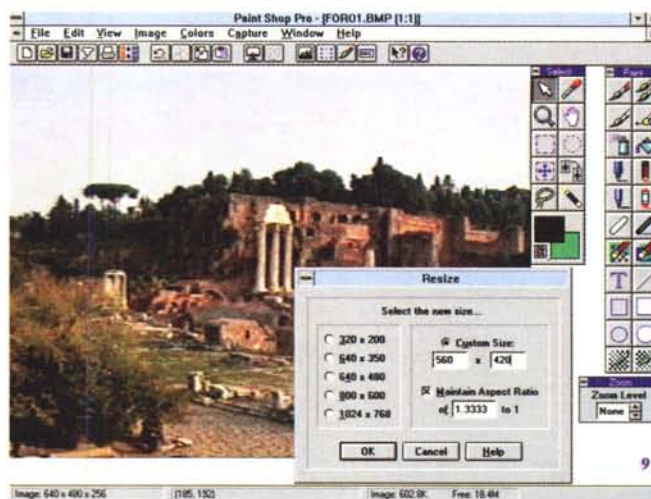 Paint Shop Pro - [FORO1.BMP (1:1)]
File Edit View Image Colors Capture Window Help
Select
Paint
Resize
Select the new size...
320 x 200
640 x 350
640 x 480
800 x 600
1024 x 768
Custom Size:
560 x 420
Maintain Aspect Ratio
of 1.3333 to 1
OK Cancel Help
Zoom
Zoom Level
None
9
Image: 640 x 480 x 256 (185, 192) Image: 602.8K Free: 18.4M